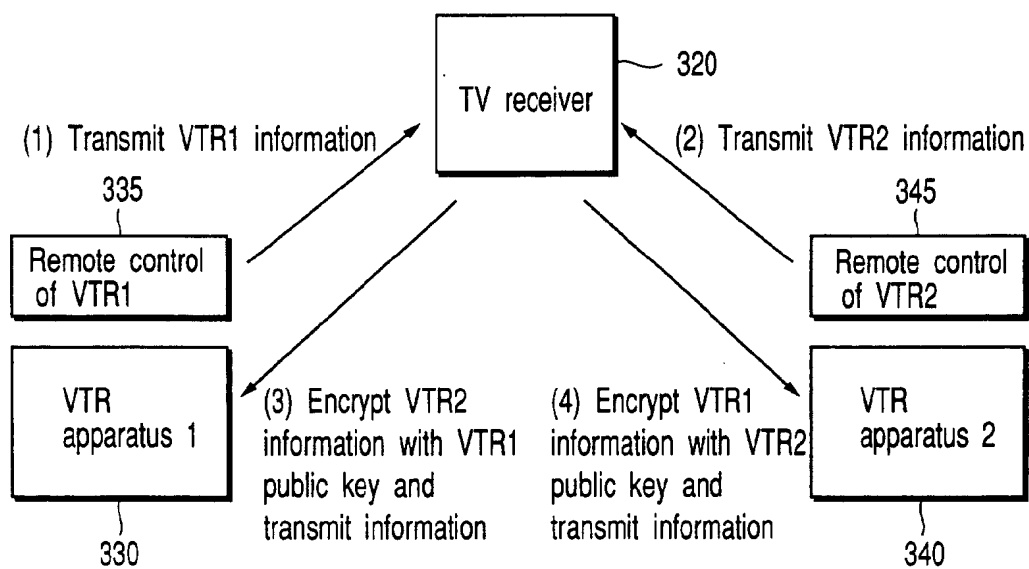 320
TV receiver
(1) Transmit VTR1 information
(2) Transmit VTR2 information
335
345
Remote control
of VTR1
Remote control
of VTR2
VTR
apparatus 1
(3) Encrypt VTR2
information with VTR1
public key and
transmit information
(4) Encrypt VTR1
information with VTR2
public key and
transmit information
VTR
apparatus 2
330
340